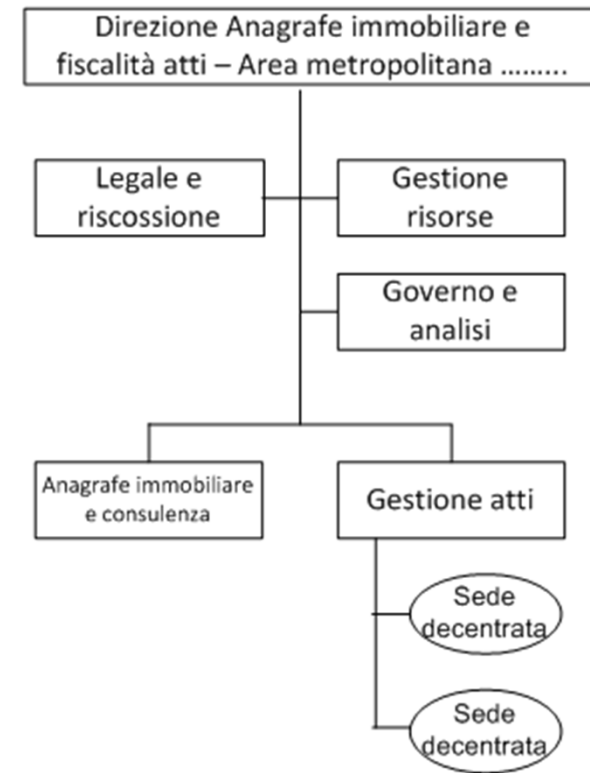 Direzione Anagrafe immobiliare e
fiscalità atti – Area metropolitana .........
Legale e
riscossione
Gestione
risorse
Governo e
analisi
Anagrafe immobiliare
e consulenza
Gestione atti
Sede
decentrata
Sede
decentrata